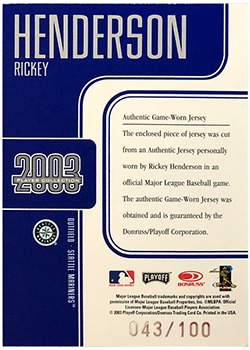 HENDERSON
RICKEY
Authentic Game-Worn Jersey
The enclosed piece of jersey was cut
from an Authentic Jersey personally
worn by Rickey Henderson in an
official Major League Baseball game.
The authentic Game-Worn Jersey was
obtained and is guaranteed by the
Donruss/Playoff Corporation.
2003
PLAYER COLLECTION
OUTFIELD - SEATTLE MARINERS
PLAYOFF
DONRUSS
Major League Baseball trademarks and copyrights are used with
permission of Major League Baseball Properties, Inc. ©MLBPA Official
Licensee Major League Baseball Players Association.
© 2003 Playoff Corporation/Donruss Trading Card Co. Printed in the USA.
043/100